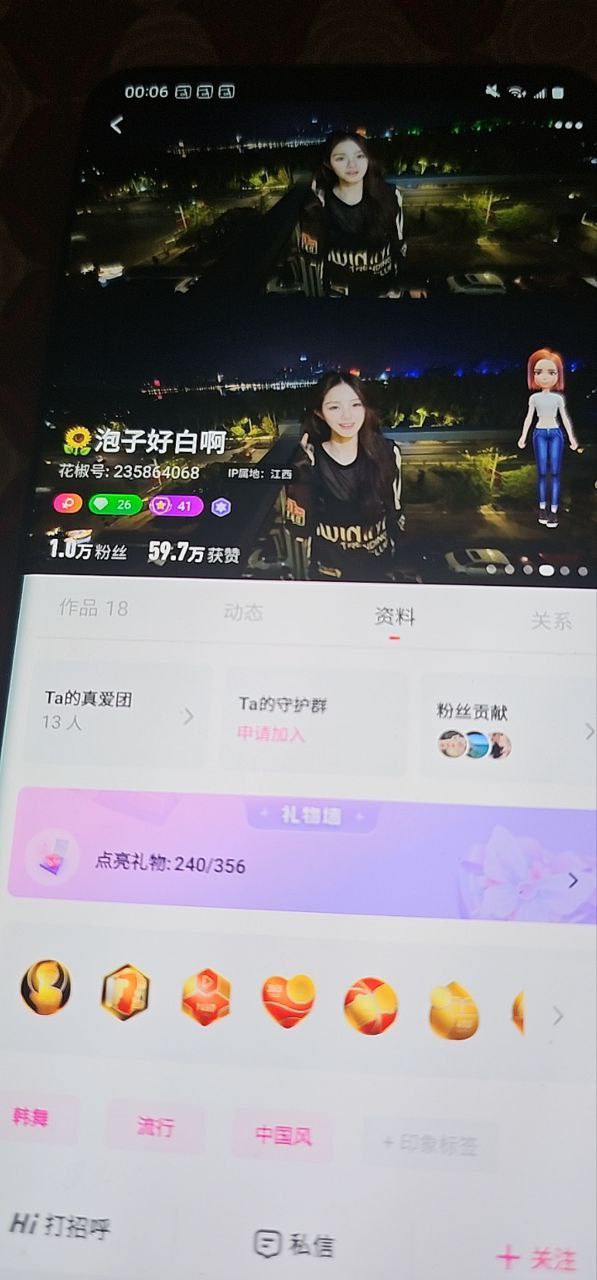 00:06
泡子好白啊
花椒号: 235864068 IP属地: 江西
26 41
1.0万 粉丝 59.7万 获赞
作品 18 动态 资料 关系
Ta的真爱团 Ta的守护群 粉丝贡献
13 人 申请加入
礼物墙
点亮礼物: 240/356
韩舞 流行 中国风 + 印象标签
Hi 打招呼 私信 + 关注